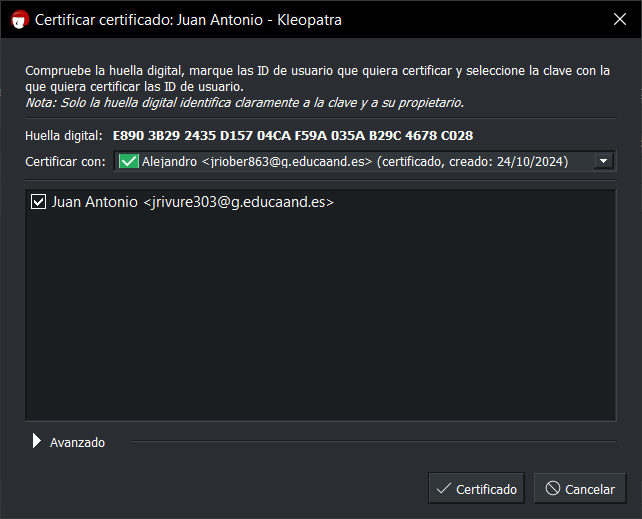 Certificar certificado: Juan Antonio - Kleopatra
Compruebe la huella digital, marque las ID de usuario que quiera certificar y seleccione la clave con la
que quiera certificar las ID de usuario.
Nota: Solo la huella digital identifica claramente a la clave y a su propietario.
Huella digital: E890 3B29 2435 D157 04CA F59A 035A B29C 4678 C028
Certificar con: Alejandro <jriober863@g.educaand.es> (certificado, creado: 24/10/2024)
Juan Antonio <jrivure303@g.educaand.es>
Avanzado
Certificado Cancelar